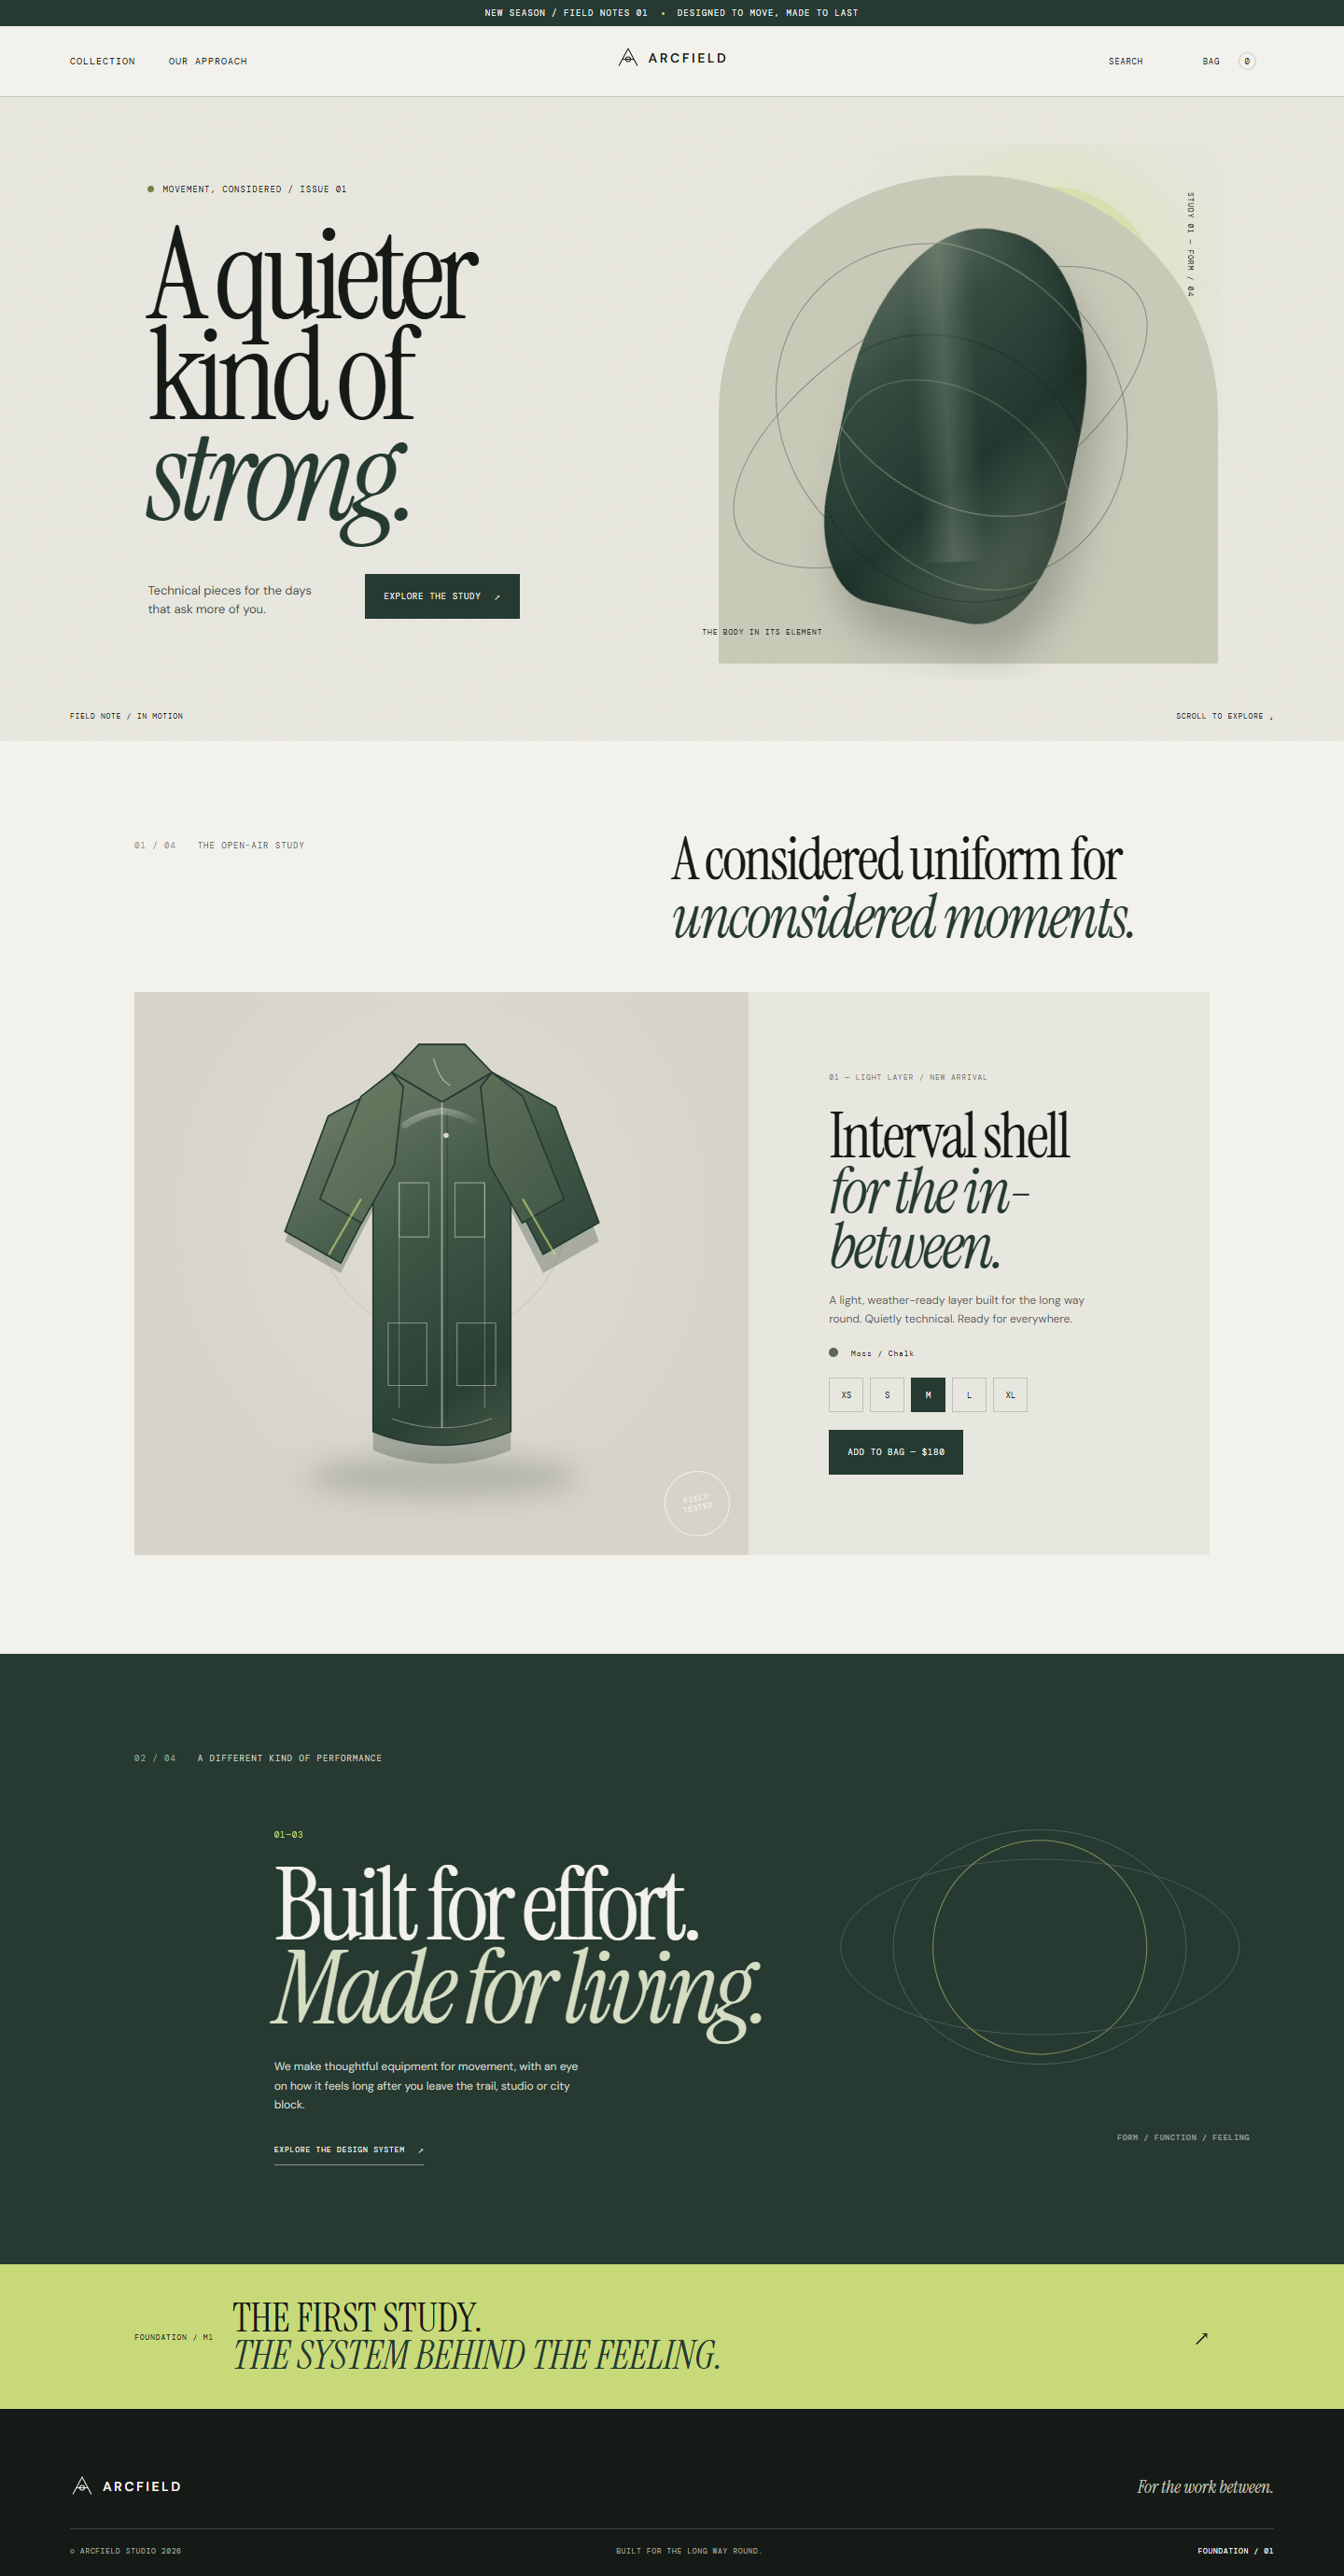 NEW SEASON / FIELD NOTES 01 • DESIGNED TO MOVE, MADE TO LAST
COLLECTION
OUR APPROACH
ARCFIELD
SEARCH
BAG 0
MOVEMENT, CONSIDERED / ISSUE 01
A quieter
kind of
strong.
Technical pieces for the days
that ask more of you.
EXPLORE THE STUDY ↗
STUDY 01 — FORM / 04
THE BODY IN ITS ELEMENT
FIELD NOTE / IN MOTION
SCROLL TO EXPLORE ↓
01 / 04 THE OPEN-AIR STUDY
A considered uniform for
unconsidered moments.
FIELD
TESTED
01 — LIGHT LAYER / NEW ARRIVAL
Interval shell
for the in-
between.
A light, weather-ready layer built for the long way
round. Quietly technical. Ready for everywhere.
Moss / Chalk
XS S M L XL
ADD TO BAG — $180
02 / 04 A DIFFERENT KIND OF PERFORMANCE
01—03
Built for effort.
Made for living.
We make thoughtful equipment for movement, with an eye
on how it feels long after you leave the trail, studio or city
block.
EXPLORE THE DESIGN SYSTEM ↗
FORM / FUNCTION / FEELING
FOUNDATION / M1
THE FIRST STUDY.
THE SYSTEM BEHIND THE FEELING.
↗
ARCFIELD
For the work between.
© ARCFIELD STUDIO 2026
BUILT FOR THE LONG WAY ROUND.
FOUNDATION / 01